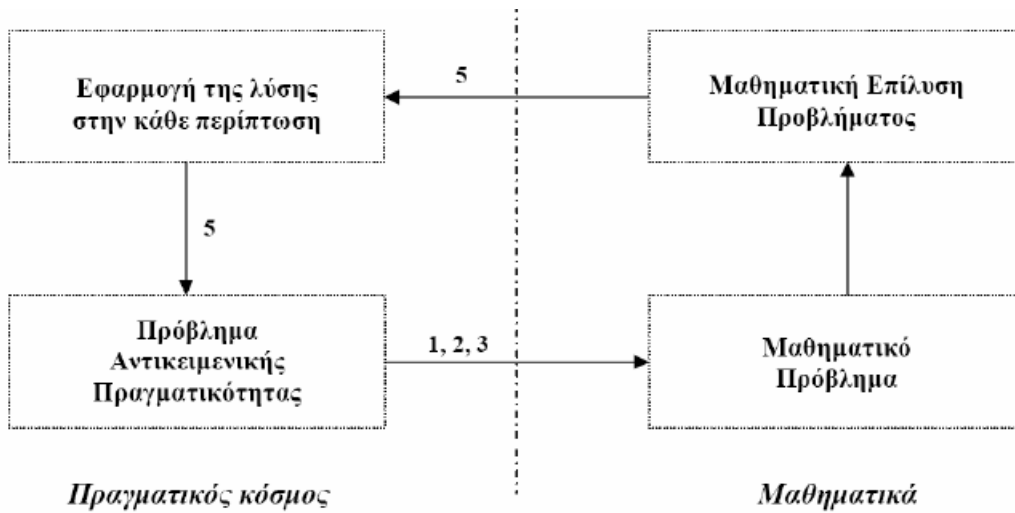 Εφαρμογή της λύσης
στην κάθε περίπτωση
5
Μαθηματική Επίλυση
Προβλήματος
5
Πρόβλημα
Αντικειμενικής
Πραγματικότητας
1, 2, 3
Μαθηματικό
Πρόβλημα
Πραγματικός κόσμος
Μαθηματικά